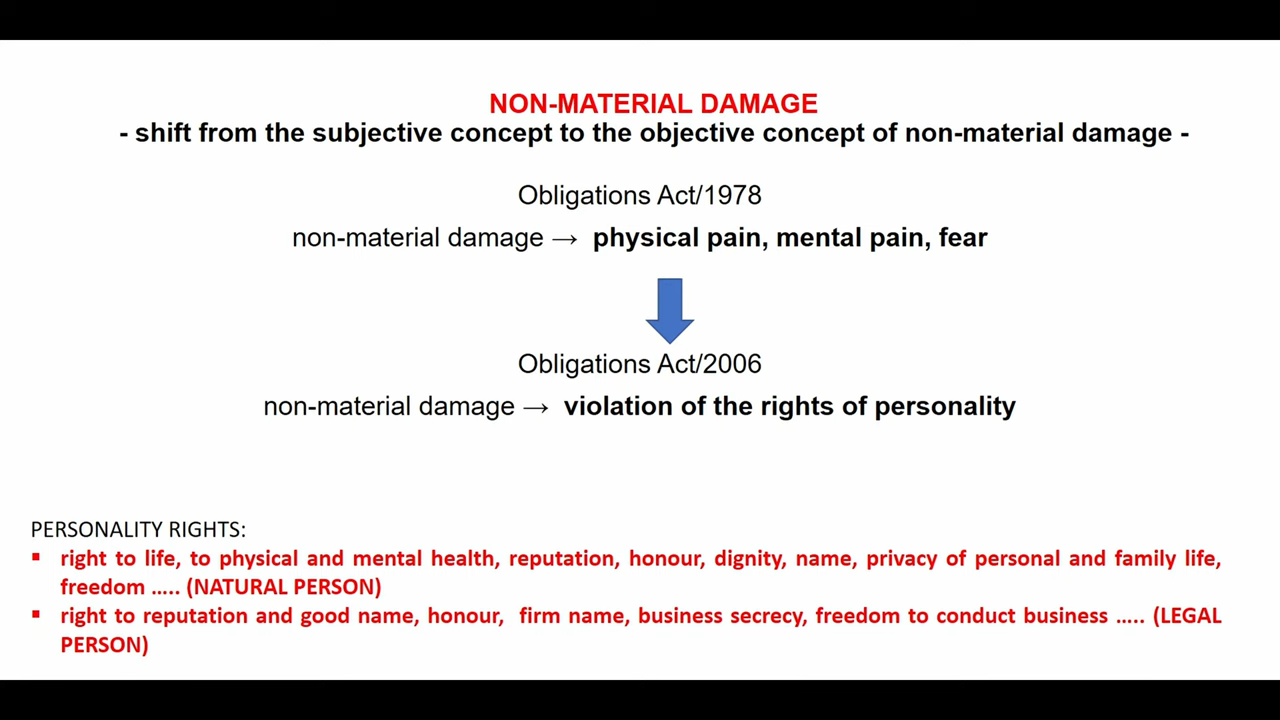 NON-MATERIAL DAMAGE
- shift from the subjective concept to the objective concept of non-material damage -
Obligations Act/1978
non-material damage → physical pain, mental pain, fear
Obligations Act/2006
non-material damage → violation of the rights of personality
PERSONALITY RIGHTS:
▪ right to life, to physical and mental health, reputation, honour, dignity, name, privacy of personal and family life,
freedom ….. (NATURAL PERSON)
▪ right to reputation and good name, honour, firm name, business secrecy, freedom to conduct business ….. (LEGAL
PERSON)